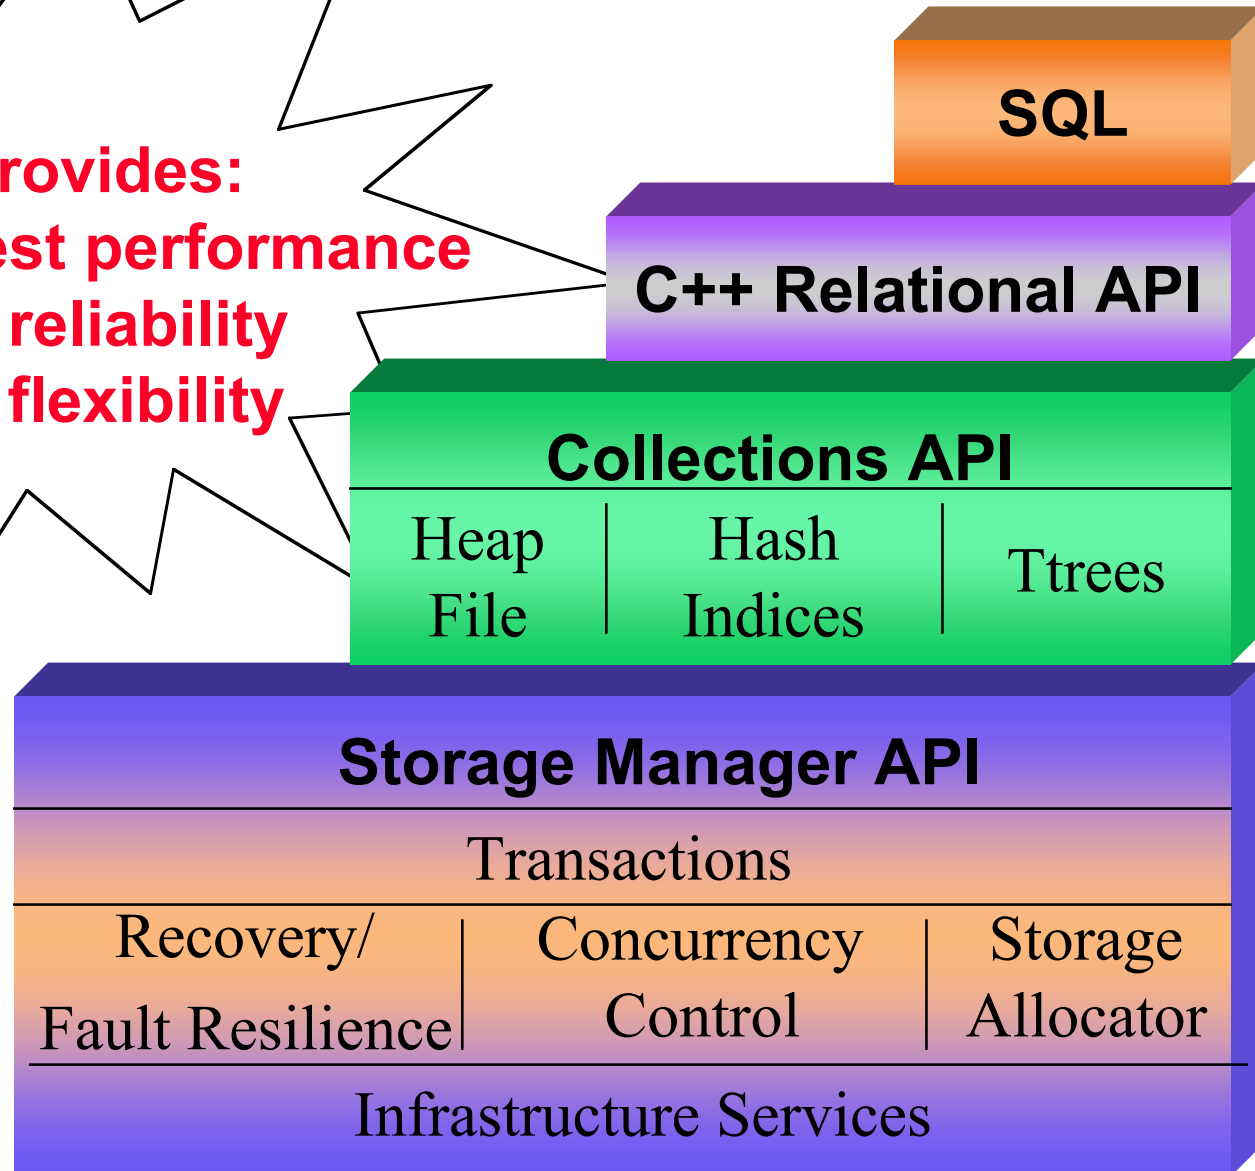 SQL
rovides:
est performance
reliability
flexibility
C++ Relational API
Collections API
Heap File
Hash Indices
Ttrees
Storage Manager API
Transactions
Recovery/
Fault Resilience
Concurrency
Control
Storage
Allocator
Infrastructure Services